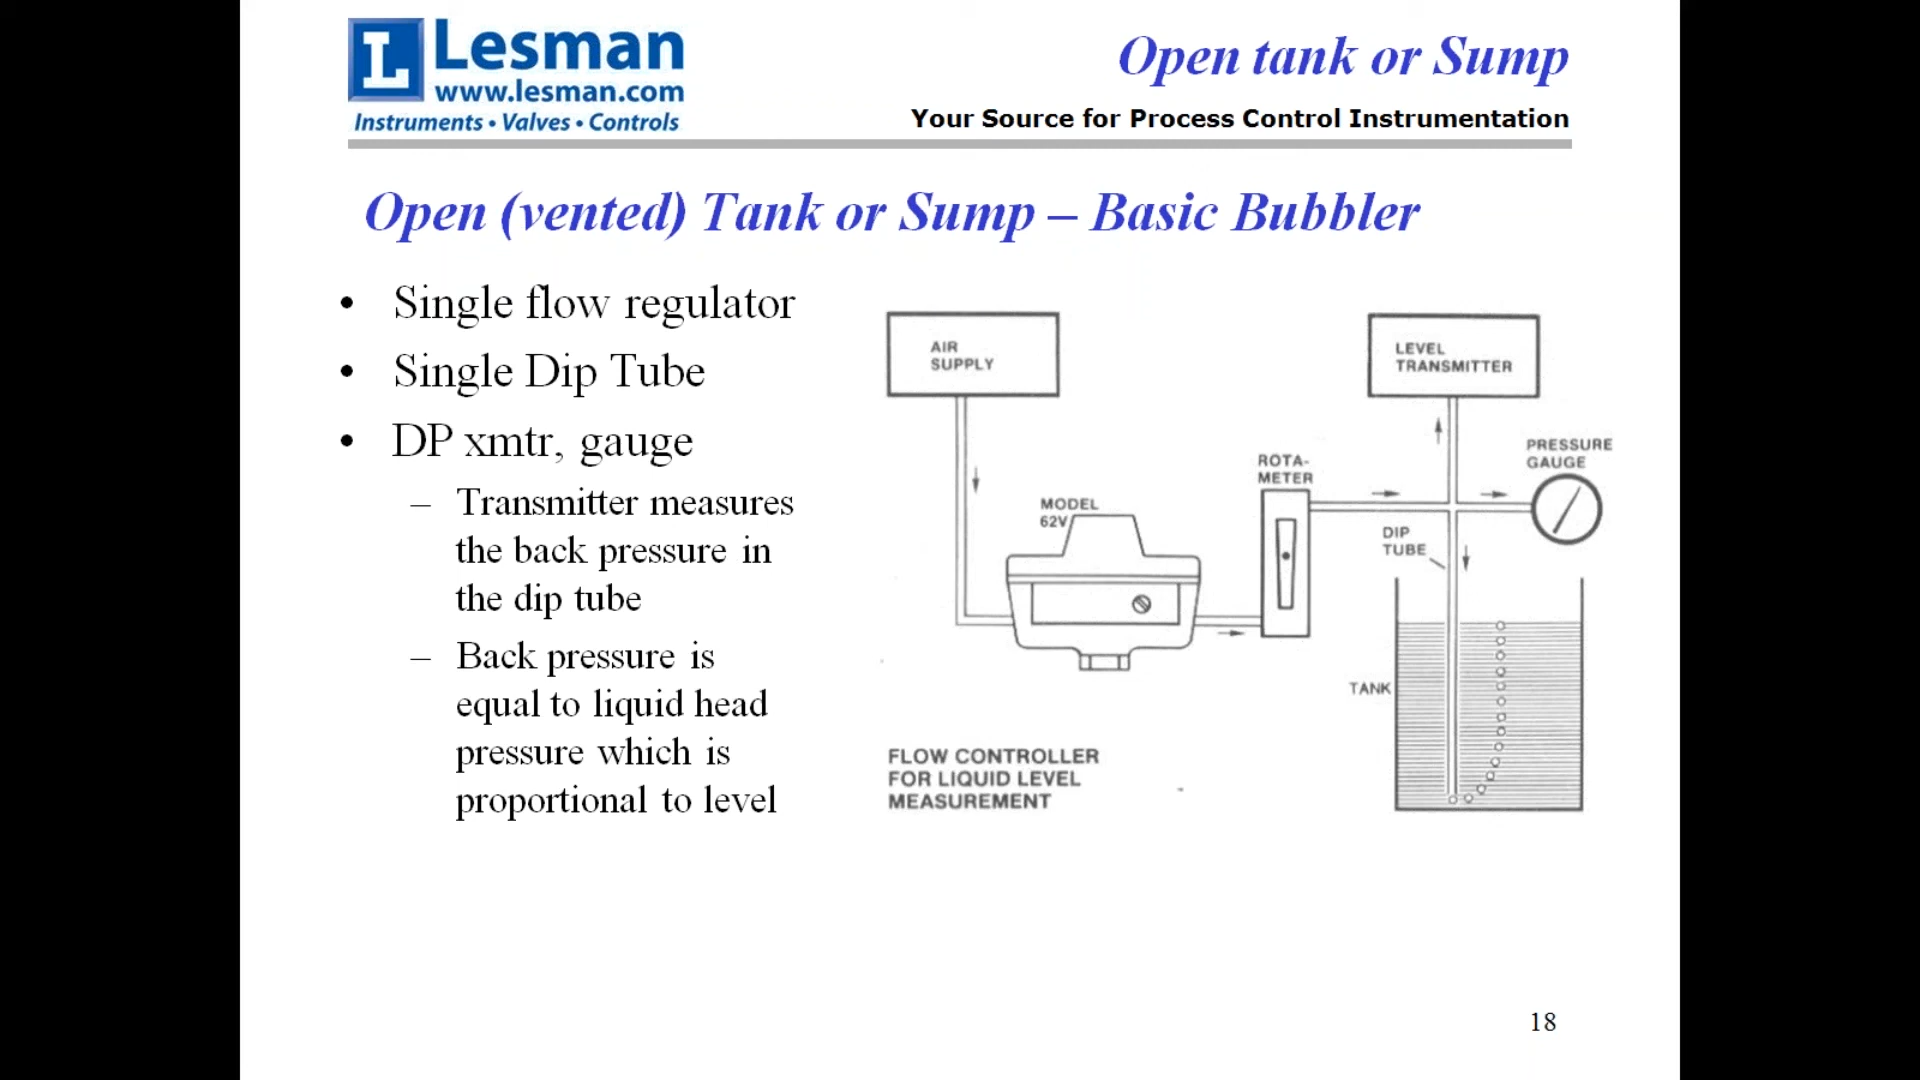 Lesman
www.lesman.com
Instruments • Valves • Controls
Open tank or Sump
Your Source for Process Control Instrumentation
Open (vented) Tank or Sump – Basic Bubbler
• Single flow regulator
• Single Dip Tube
• DP xmtr, gauge
– Transmitter measures
the back pressure in
the dip tube
– Back pressure is
equal to liquid head
pressure which is
proportional to level
AIR
SUPPLY
LEVEL
TRANSMITTER
PRESSURE
GAUGE
ROTA-
METER
MODEL
62V
DIP
TUBE
TANK
FLOW CONTROLLER
FOR LIQUID LEVEL
MEASUREMENT
18